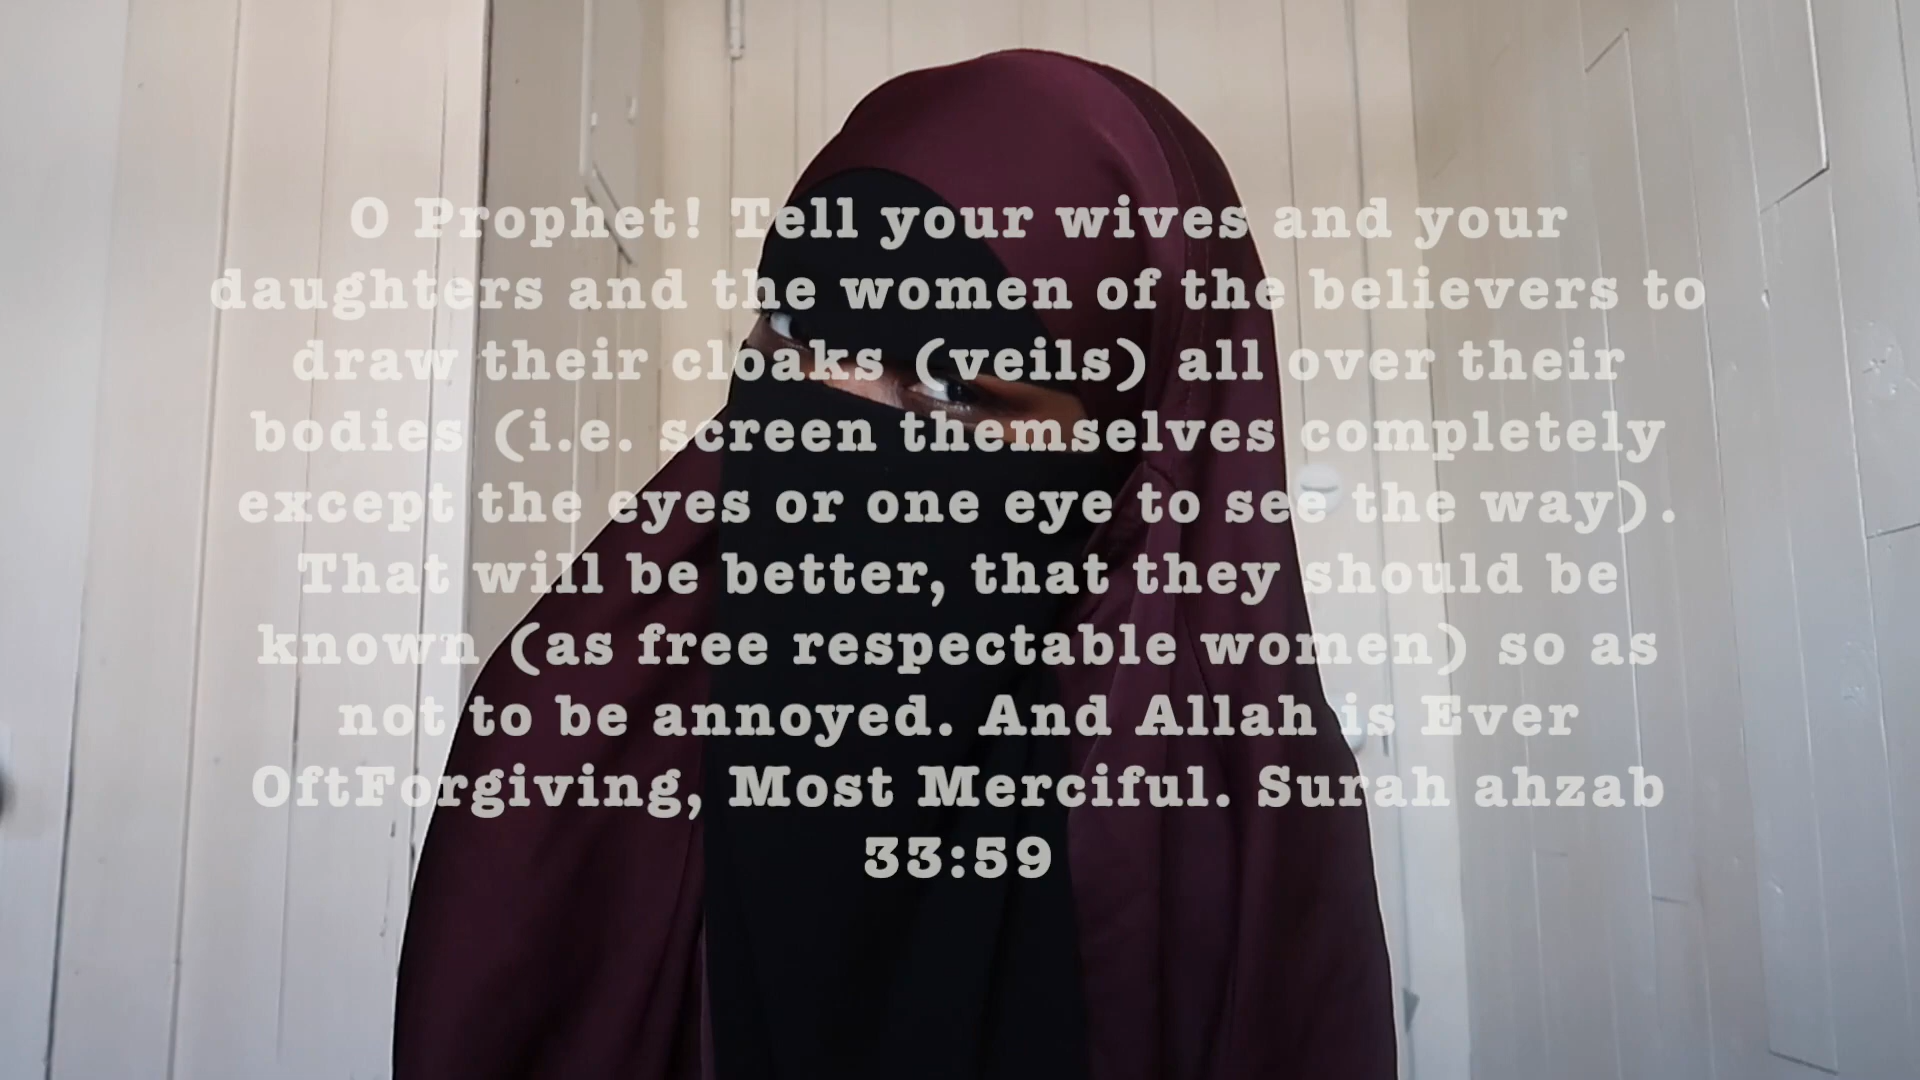 O Prophet! Tell your wives and your
daughters and the women of the believers to
draw their cloaks (veils) all over their
bodies (i.e. screen themselves completely
except the eyes or one eye to see the way).
That will be better, that they should be
known (as free respectable women) so as
not to be annoyed. And Allah is Ever
OftForgiving, Most Merciful. Surah ahzab
33:59